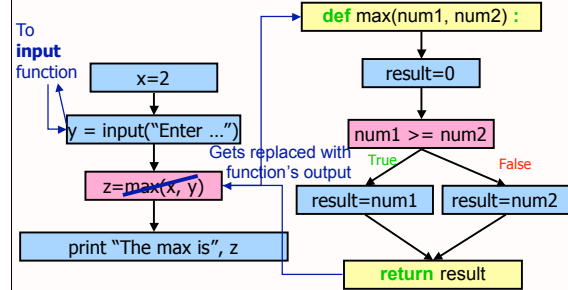 To
input
function
x=2
y = input(“Enter ...”)
z=max(x, y)
print “The max is”, z
Gets replaced with
function’s output
def max(num1, num2) :
result=0
num1 >= num2
True
False
result=num1
result=num2
return result